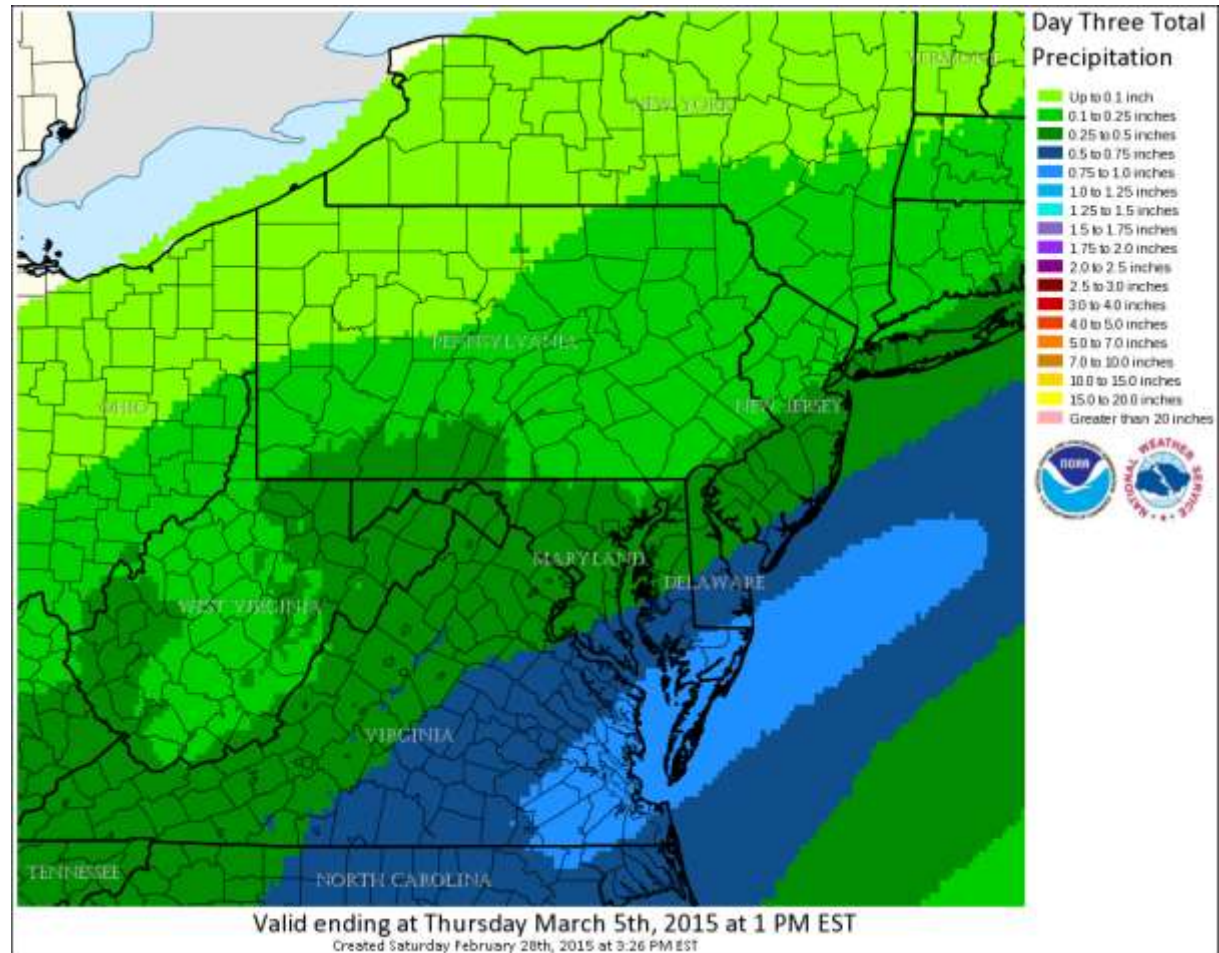 Day Three Total
Precipitation
Up to 0.1 inch
0.1 to 0.25 inches
0.25 to 0.5 inches
0.5 to 0.75 inches
0.75 to 1.0 inches
1.0 to 1.25 inches
1.25 to 1.5 inches
1.5 to 1.75 inches
1.75 to 2.0 inches
2.0 to 2.5 inches
2.5 to 3.0 inches
3.0 to 4.0 inches
4.0 to 5.0 inches
5.0 to 7.0 inches
7.0 to 10.0 inches
10.0 to 15.0 inches
15.0 to 20.0 inches
Greater than 20 inches
NOAA
NATIONAL WEATHER SERVICE
VERMONT
NEW YORK
PENNSYLVANIA
OHIO
NEW JERSEY
MARYLAND
DELAWARE
WEST VIRGINIA
VIRGINIA
TENNESSEE
NORTH CAROLINA
Valid ending at Thursday March 5th, 2015 at 1 PM EST
Created Saturday February 28th, 2015 at 3:26 PM EST